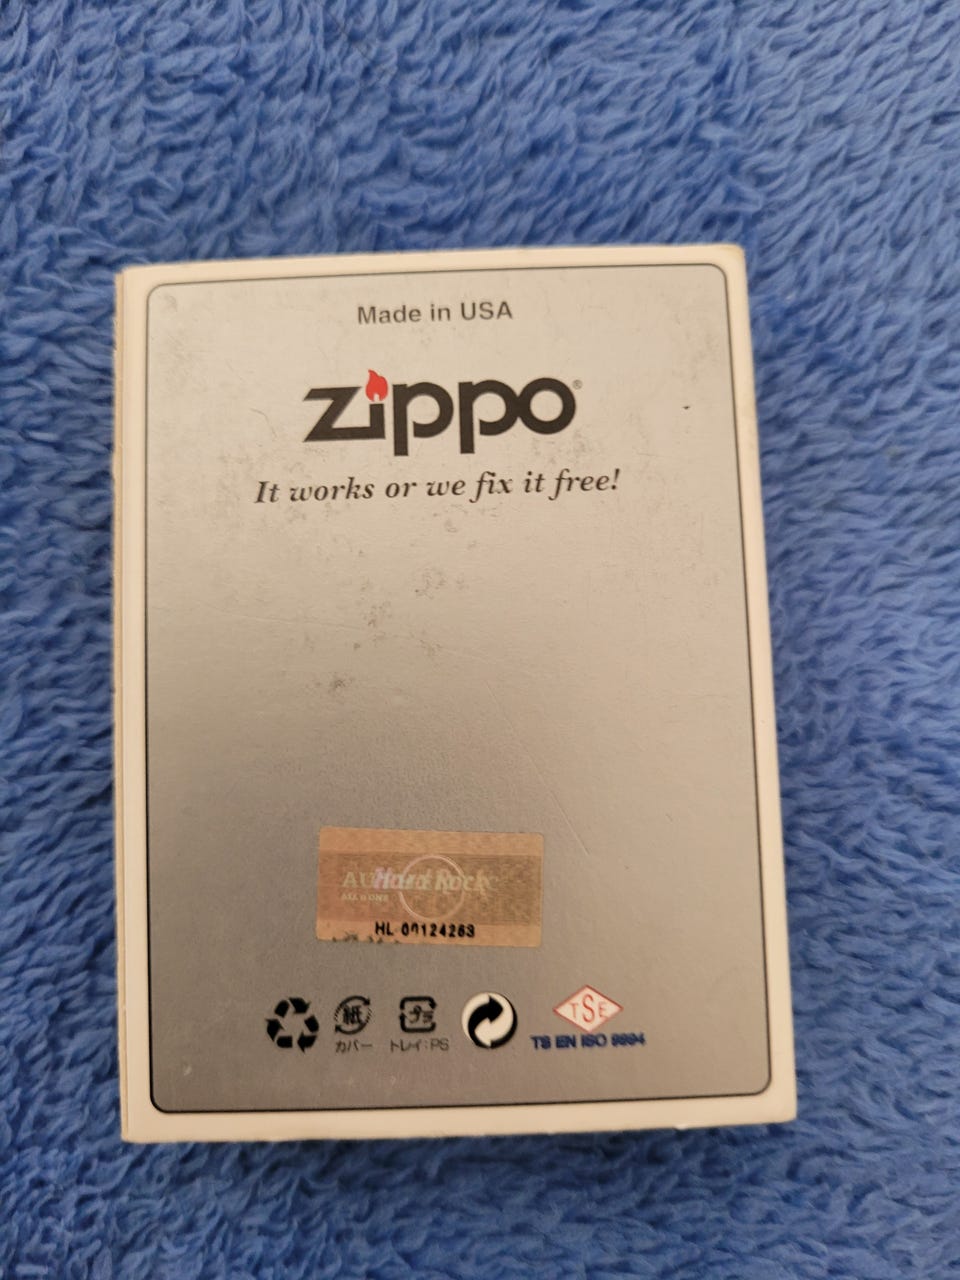 Made in USA
zippo®
It works or we fix it free!
Hard Rock
HL 00124263
紙
プラ
カバー
トレイ:PS
TSE
TS EN ISO 9994